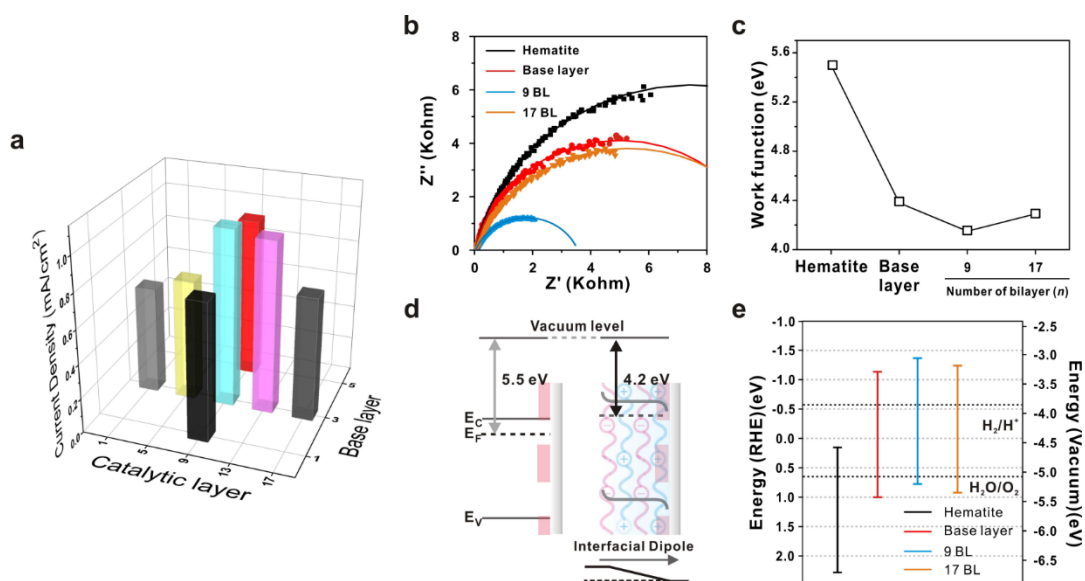 a
Current Density (mA/cm²)
1.0
0.8
0.6
0.4
0.2
0.0
1
5
9
13
17
Catalytic layer
1
3
5
Base layer
b
8
6
4
2
0
Z'' (Kohm)
Hematite
Base layer
9 BL
17 BL
0 2 4 6 8
Z' (Kohm)
c
5.6
5.2
4.8
4.4
4.0
Work function (eV)
Hematite
Base
layer
9 17
Number of bilayer (n)
d
Vacuum level
5.5 eV
4.2 eV
E_C
E_F
E_V
Interfacial Dipole
e
-1.0
-1.5
-1.0
-0.5
0.0
0.5
1.0
1.5
2.0
Energy (RHE)(eV)
H₂/H⁺
H₂O/O₂
Hematite
Base layer
9 BL
17 BL
-2.5
-3.0
-3.5
-4.0
-4.5
-5.0
-5.5
-6.0
-6.5
Energy (Vacuum)(eV)